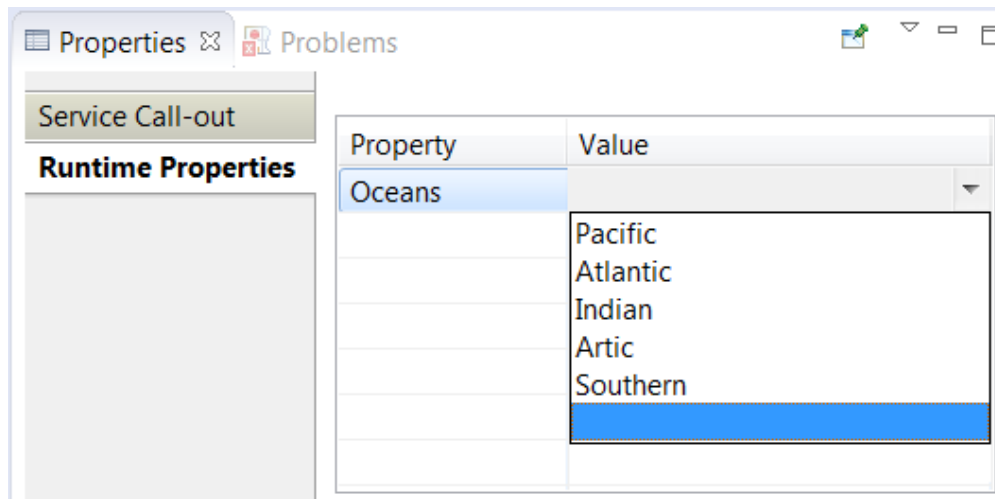 Properties Problems
Service Call-out
Runtime Properties
Property Value
Oceans
Pacific
Atlantic
Indian
Artic
Southern